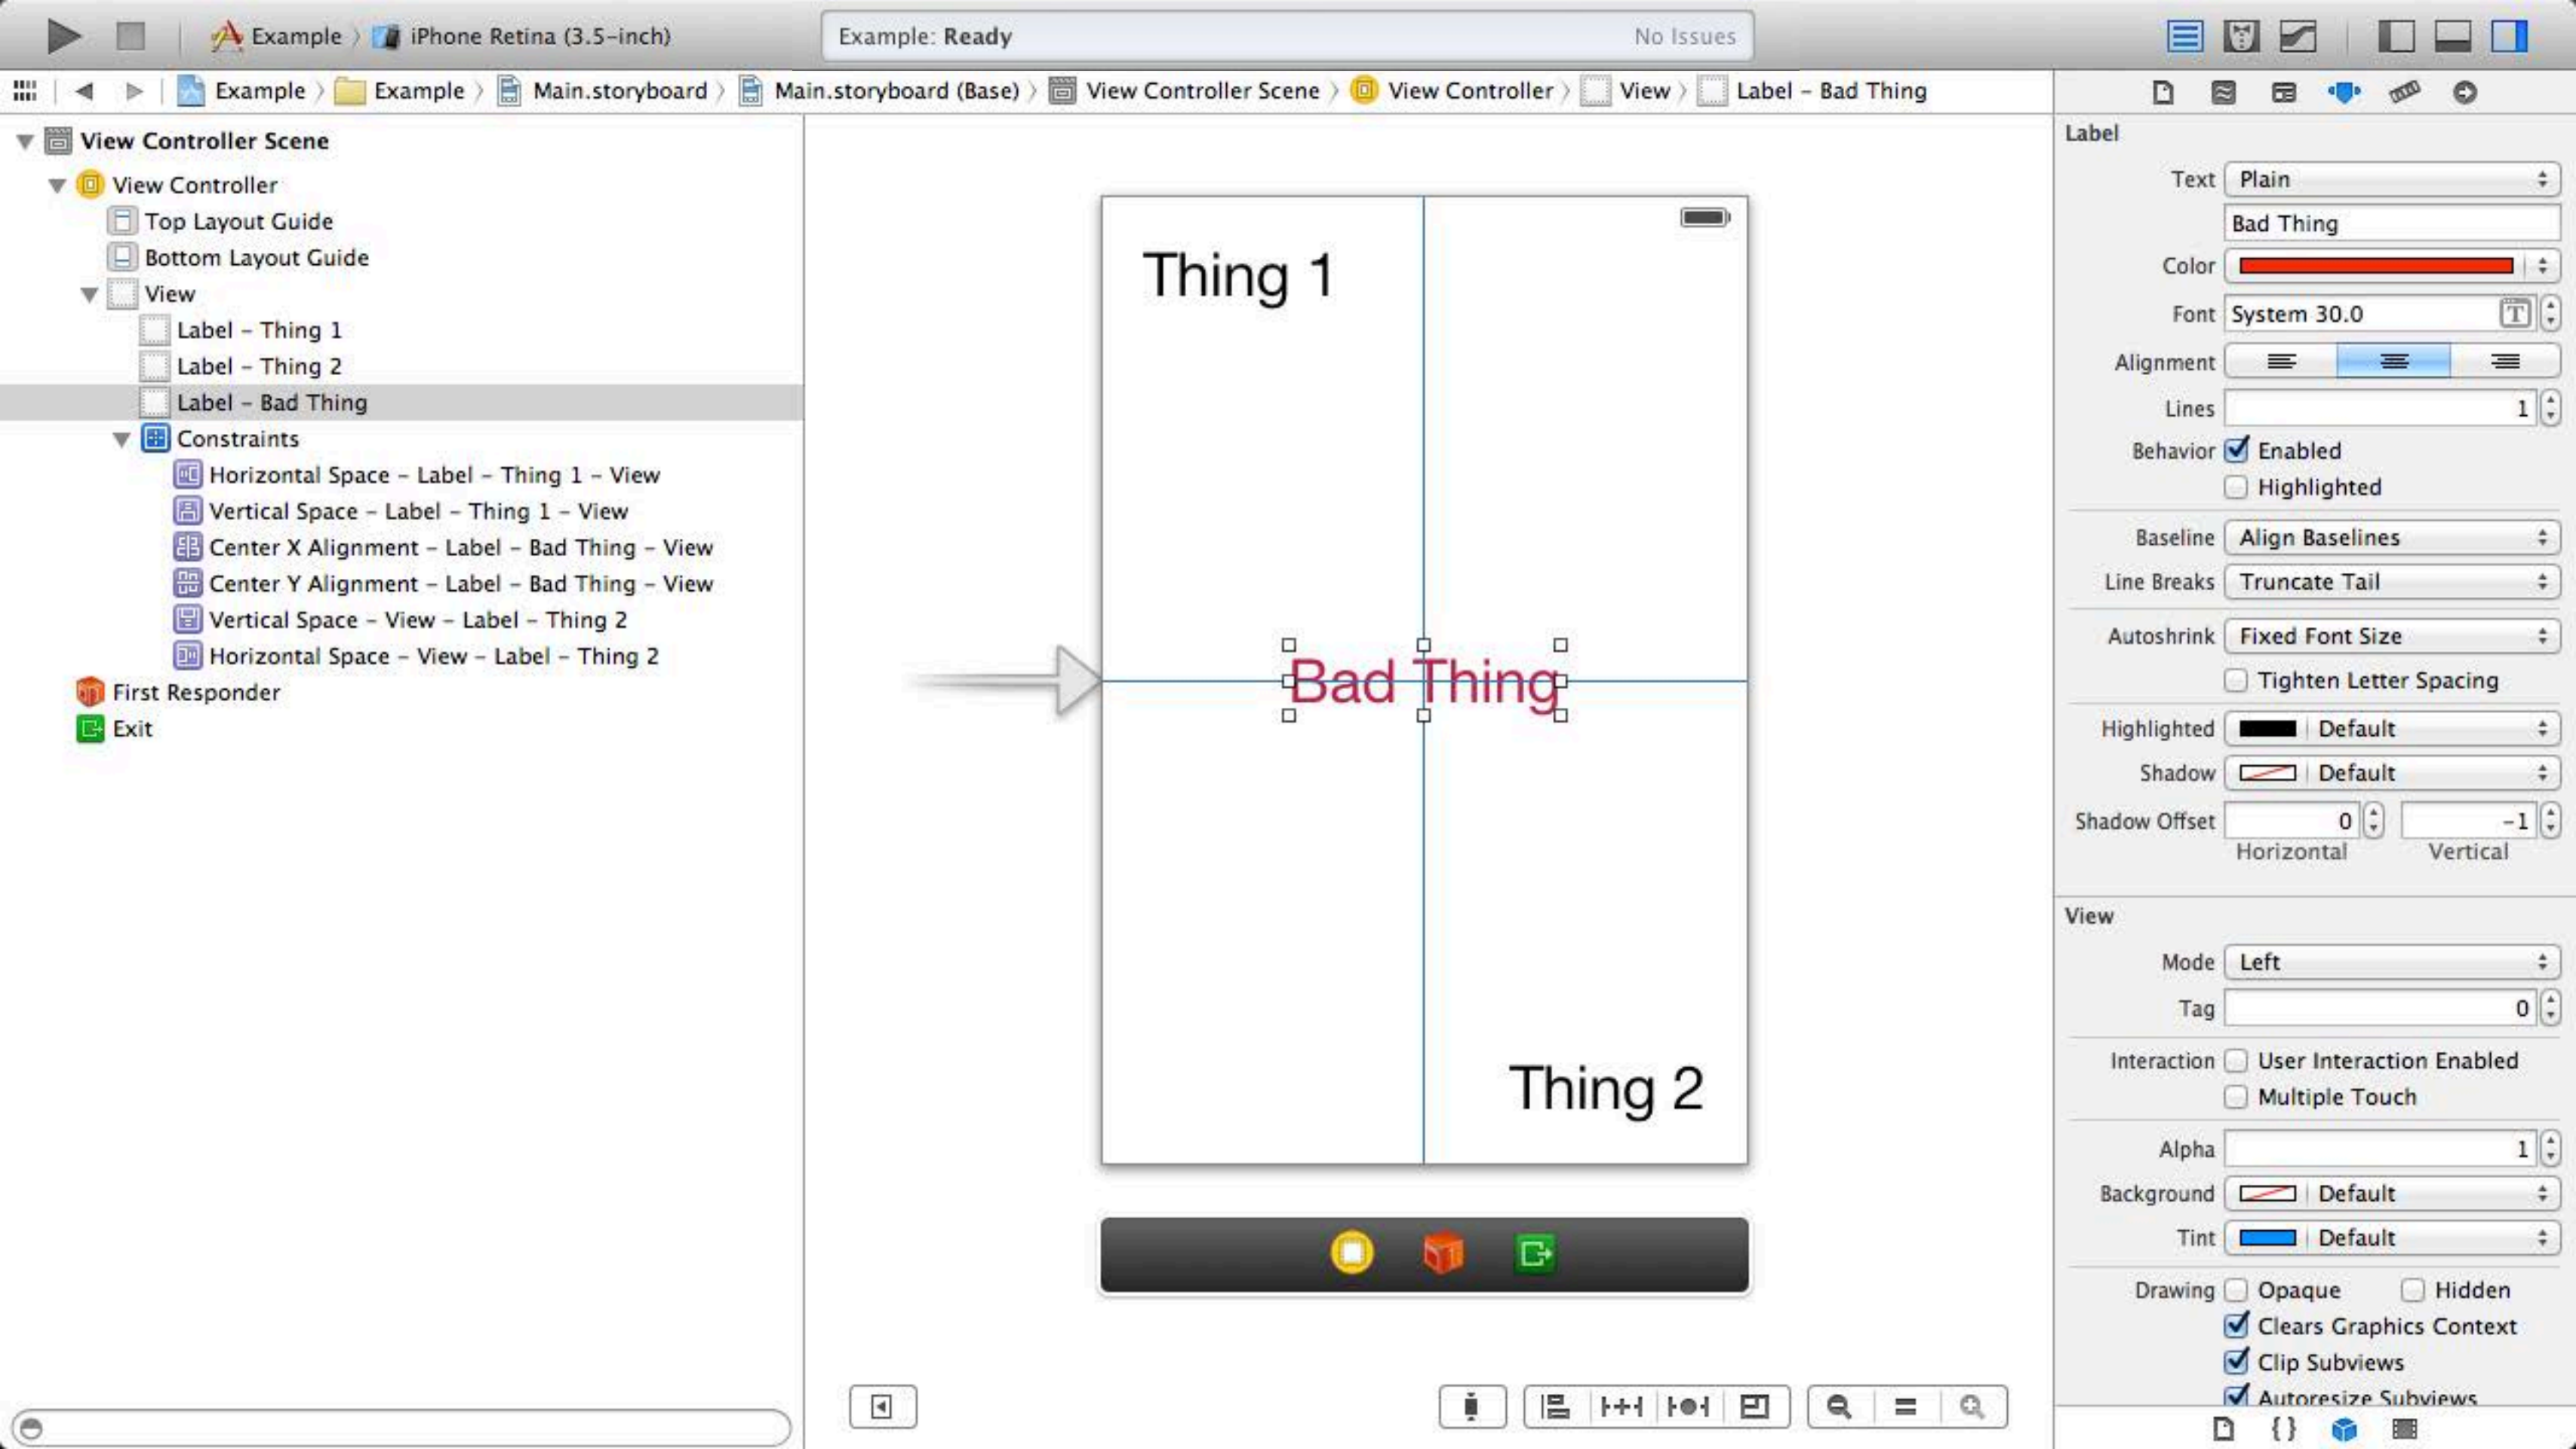 Example 〉 iPhone Retina (3.5-inch)
Example: Ready
No Issues
Example 〉 Example 〉 Main.storyboard 〉 Main.storyboard (Base) 〉 View Controller Scene 〉 View Controller 〉 View 〉 Label – Bad Thing
View Controller Scene
View Controller
Top Layout Guide
Bottom Layout Guide
View
Label – Thing 1
Label – Thing 2
Label – Bad Thing
Constraints
Horizontal Space – Label – Thing 1 – View
Vertical Space – Label – Thing 1 – View
Center X Alignment – Label – Bad Thing – View
Center Y Alignment – Label – Bad Thing – View
Vertical Space – View – Label – Thing 2
Horizontal Space – View – Label – Thing 2
First Responder
Exit
Thing 1
Bad Thing
Thing 2
Label
Text Plain
Bad Thing
Color
Font System 30.0 T
Alignment
Lines 1
Behavior Enabled
Highlighted
Baseline Align Baselines
Line Breaks Truncate Tail
Autoshrink Fixed Font Size
Tighten Letter Spacing
Highlighted Default
Shadow Default
Shadow Offset 0 -1
Horizontal Vertical
View
Mode Left
Tag 0
Interaction User Interaction Enabled
Multiple Touch
Alpha 1
Background Default
Tint Default
Drawing Opaque Hidden
Clears Graphics Context
Clip Subviews
Autoresize Subviews
{ }